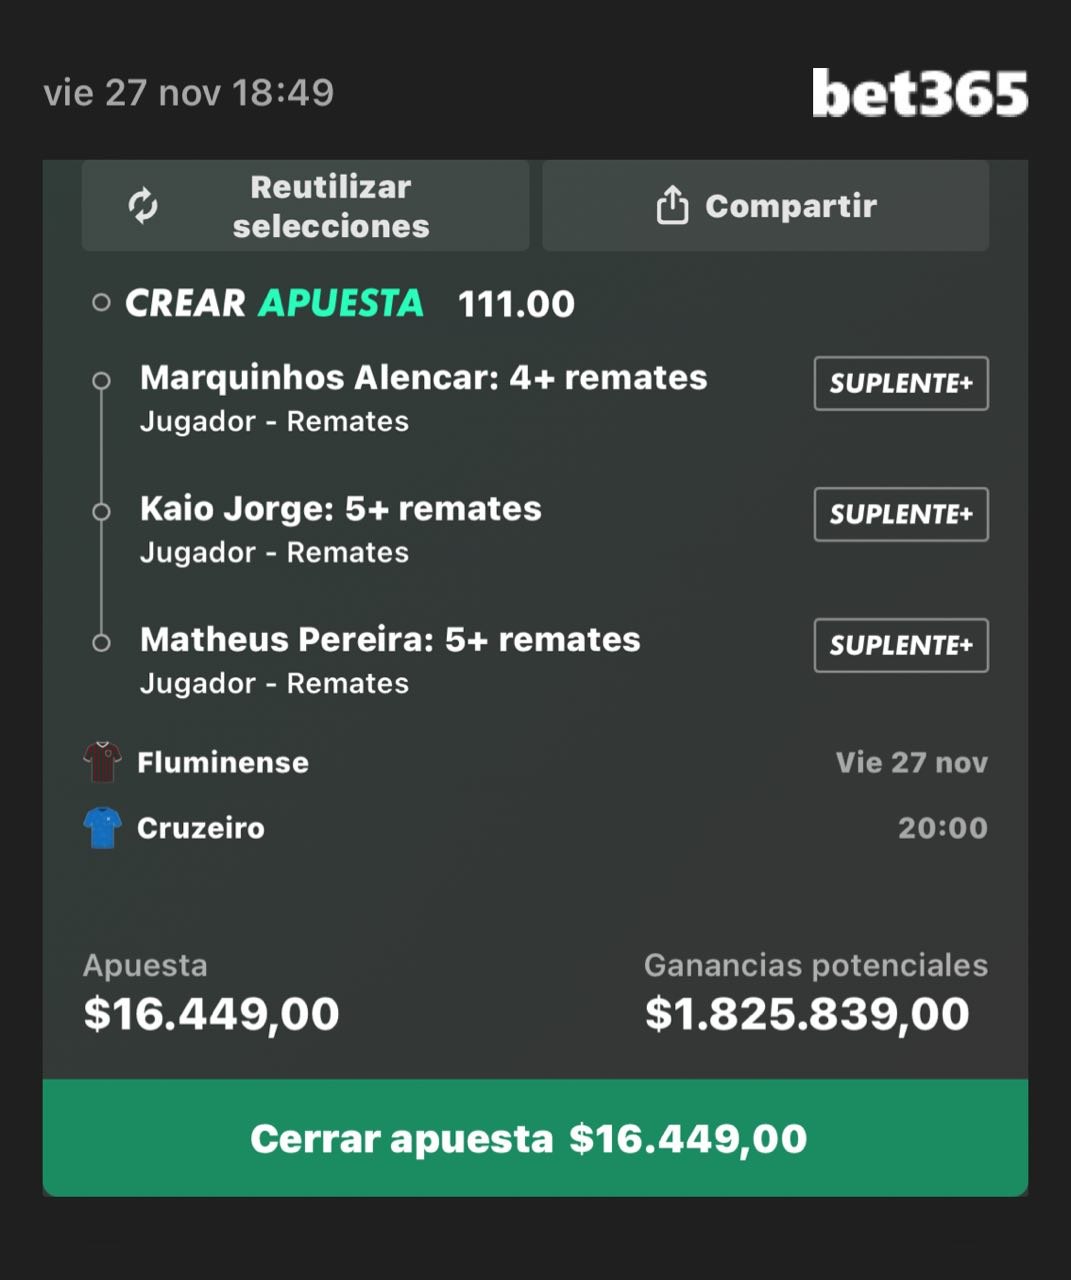 vie 27 nov 18:49
bet365
Reutilizar
selecciones
Compartir
CREAR APUESTA 111.00
Marquinhos Alencar: 4+ remates
SUPLENTE+
Jugador - Remates
Kaio Jorge: 5+ remates
SUPLENTE+
Jugador - Remates
Matheus Pereira: 5+ remates
SUPLENTE+
Jugador - Remates
Fluminense
Vie 27 nov
Cruzeiro
20:00
Apuesta
Ganancias potenciales
$16.449,00
$1.825.839,00
Cerrar apuesta $16.449,00